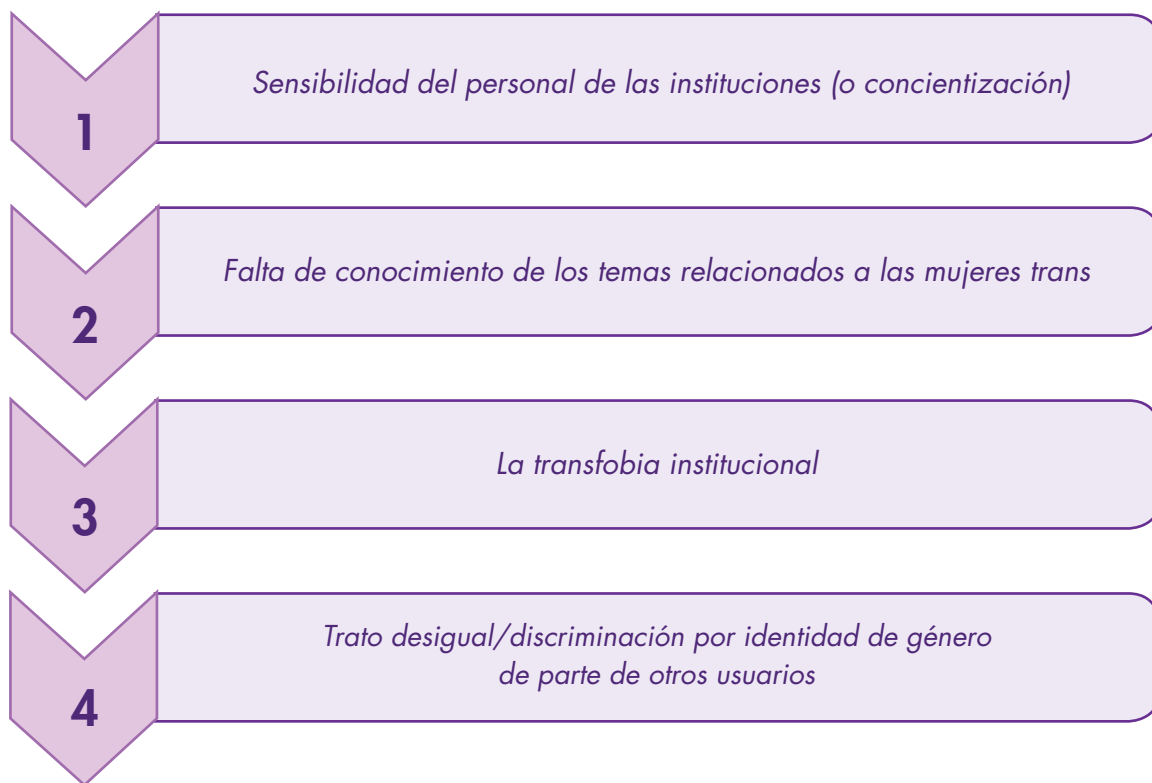 1
Sensibilidad del personal de las instituciones (o concientización)
2
Falta de conocimiento de los temas relacionados a las mujeres trans
3
La transfobia institucional
4
Trato desigual/discriminación por identidad de género
de parte de otros usuarios